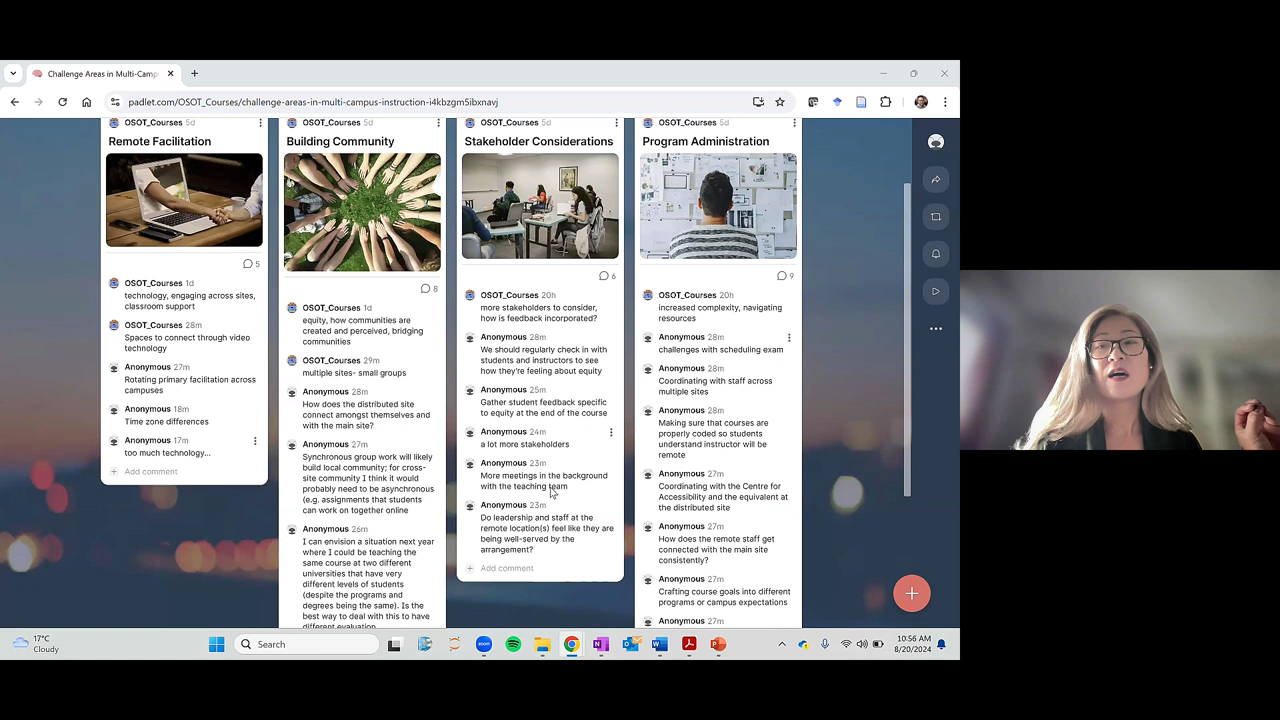 Challenge Areas in Multi-Camp
padlet.com/OSOT_Courses/challenge-areas-in-multi-campus-instruction-i4kbzgm5ibxnavj
OSOT_Courses 5d
Remote Facilitation
5
OSOT_Courses 1d
technology, engaging across sites,
classroom support
OSOT_Courses 28m
Spaces to connect through video
technology
Anonymous 27m
Rotating primary facilitation across
campuses
Anonymous 18m
Time zone differences
Anonymous 17m
too much technology...
Add comment
OSOT_Courses 5d
Building Community
8
OSOT_Courses 1d
equity, how communities are
created and perceived, bridging
communities
OSOT_Courses 29m
multiple sites- small groups
Anonymous 28m
How does the distributed site
connect amongst themselves and
with the main site?
Anonymous 27m
Synchronous group work will likely
build local community; for cross-
site community I think it would
probably need to be asynchronous
(e.g. assignments that students
can work on together online
Anonymous 26m
I can envision a situation next year
where I could be teaching the
same course at two different
universities that have very
different levels of students
(despite the programs and
degrees being the same). Is the
best way to deal with this to have
different evaluation
OSOT_Courses 5d
Stakeholder Considerations
6
OSOT_Courses 20h
more stakeholders to consider,
how is feedback incorporated?
Anonymous 28m
We should regularly check in with
students and instructors to see
how they're feeling about equity
Anonymous 25m
Gather student feedback specific
to equity at the end of the course
Anonymous 24m
a lot more stakeholders
Anonymous 23m
More meetings in the background
with the teaching team
Anonymous 23m
Do leadership and staff at the
remote location(s) feel like they are
being well-served by the
arrangement?
Add comment
OSOT_Courses 5d
Program Administration
9
OSOT_Courses 20h
increased complexity, navigating
resources
Anonymous 28m
challenges with scheduling exam
Anonymous 28m
Coordinating with staff across
multiple sites
Anonymous 28m
Making sure that courses are
properly coded so students
understand instructor will be
remote
Anonymous 27m
Coordinating with the Centre for
Accessibility and the equivalent at
the distributed site
Anonymous 27m
How does the remote staff get
connected with the main site
consistently?
Anonymous 27m
Crafting course goals into different
programs or campus expectations
Anonymous 27m
17°C
Cloudy
Search
10:56 AM
8/20/2024